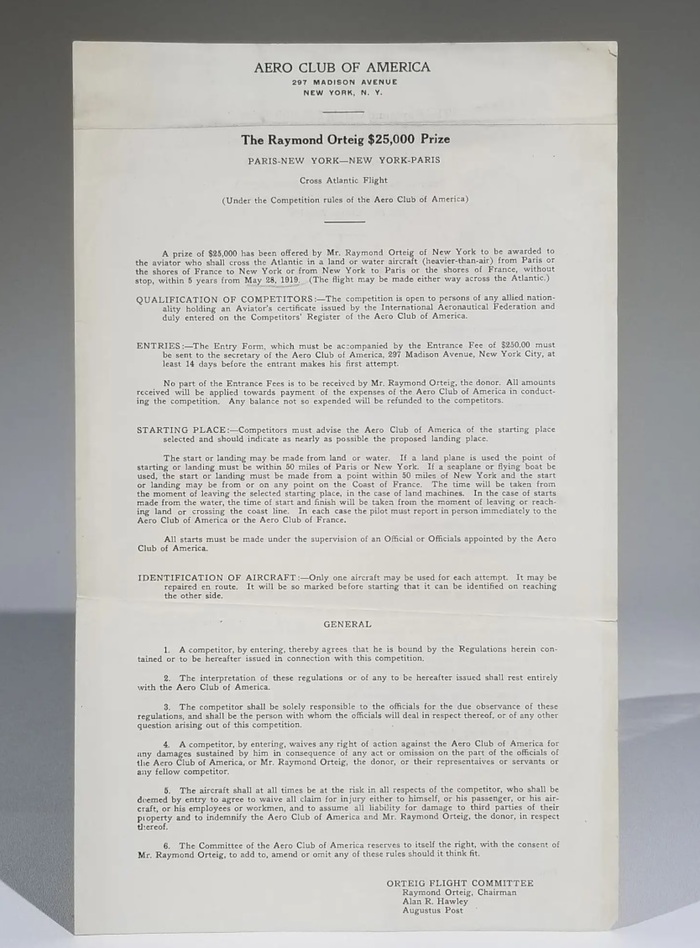 AERO CLUB OF AMERICA
297 MADISON AVENUE
NEW YORK, N. Y.
The Raymond Orteig $25,000 Prize
PARIS-NEW YORK—NEW YORK-PARIS
Cross Atlantic Flight
(Under the Competition rules of the Aero Club of America)
A prize of $25,000 has been offered by Mr. Raymond Orteig of New York to be awarded to
the aviator who shall cross the Atlantic in a land or water aircraft (heavier-than-air) from Paris or
the shores of France to New York or from New York to Paris or the shores of France, without
stop, within 5 years from May 28, 1919. (The flight may be made either way across the Atlantic.)
QUALIFICATION OF COMPETITORS:—The competition is open to persons of any allied nation-
ality holding an Aviator's certificate issued by the International Aeronautical Federation and
duly entered on the Competitors' Register of the Aero Club of America.
ENTRIES:—The Entry Form, which must be accompanied by the Entrance Fee of $250.00 must
be sent to the secretary of the Aero Club of America, 297 Madison Avenue, New York City, at
least 14 days before the entrant makes his first attempt.
No part of the Entrance Fees is to be received by Mr. Raymond Orteig, the donor. All amounts
received will be applied towards payment of the expenses of the Aero Club of America in conduct-
ing the competition. Any balance not so expended will be refunded to the competitors.
STARTING PLACE:—Competitors must advise the Aero Club of America of the starting place
selected and should indicate as nearly as possible the proposed landing place.
The start or landing may be made from land or water. If a land plane is used the point of
starting or landing must be within 50 miles of Paris or New York. If a seaplane or flying boat be
used, the start or landing must be made from a point within 50 miles of New York and the start
or landing may be from or on any point on the Coast of France. The time will be taken from
the moment of leaving the selected starting place, in the case of land machines. In the case of starts
made from the water, the time of start and finish will be taken from the moment of leaving or reach-
ing land or crossing the coast line. In each case the pilot must report in person immediately to the
Aero Club of America or the Aero Club of France.
All starts must be made under the supervision of an Official or Officials appointed by the Aero
Club of America.
IDENTIFICATION OF AIRCRAFT:—Only one aircraft may be used for each attempt. It may be
repaired en route. It will be so marked before starting that it can be identified on reaching
the other side.
GENERAL
1. A competitor, by entering, thereby agrees that he is bound by the Regulations herein con-
tained or to be hereafter issued in connection with this competition.
2. The interpretation of these regulations or of any to be hereafter issued shall rest entirely
with the Aero Club of America.
3. The competitor shall be solely responsible to the officials for the due observance of these
regulations, and shall be the person with whom the officials will deal in respect thereof, or of any other
question arising out of this competition.
4. A competitor, by entering, waives any right of action against the Aero Club of America for
any damages sustained by him in consequence of any act or omission on the part of the officials of
the Aero Club of America, or Mr. Raymond Orteig, the donor, or their representaives or servants or
any fellow competitor.
5. The aircraft shall at all times be at the risk in all respects of the competitor, who shall be
deemed by entry to agree to waive all claim for injury either to himself, or his passenger, or his air-
craft, or his employees or workmen, and to assume all liability for damage to third parties of their
property and to indemnify the Aero Club of America and Mr. Raymond Orteig, the donor, in respect
thereof.
6. The Committee of the Aero Club of America reserves to itself the right, with the consent of
Mr. Raymond Orteig, to add to, amend or omit any of these rules should it think fit.
ORTEIG FLIGHT COMMITTEE
Raymond Orteig, Chairman
Alan R. Hawley
Augustus Post